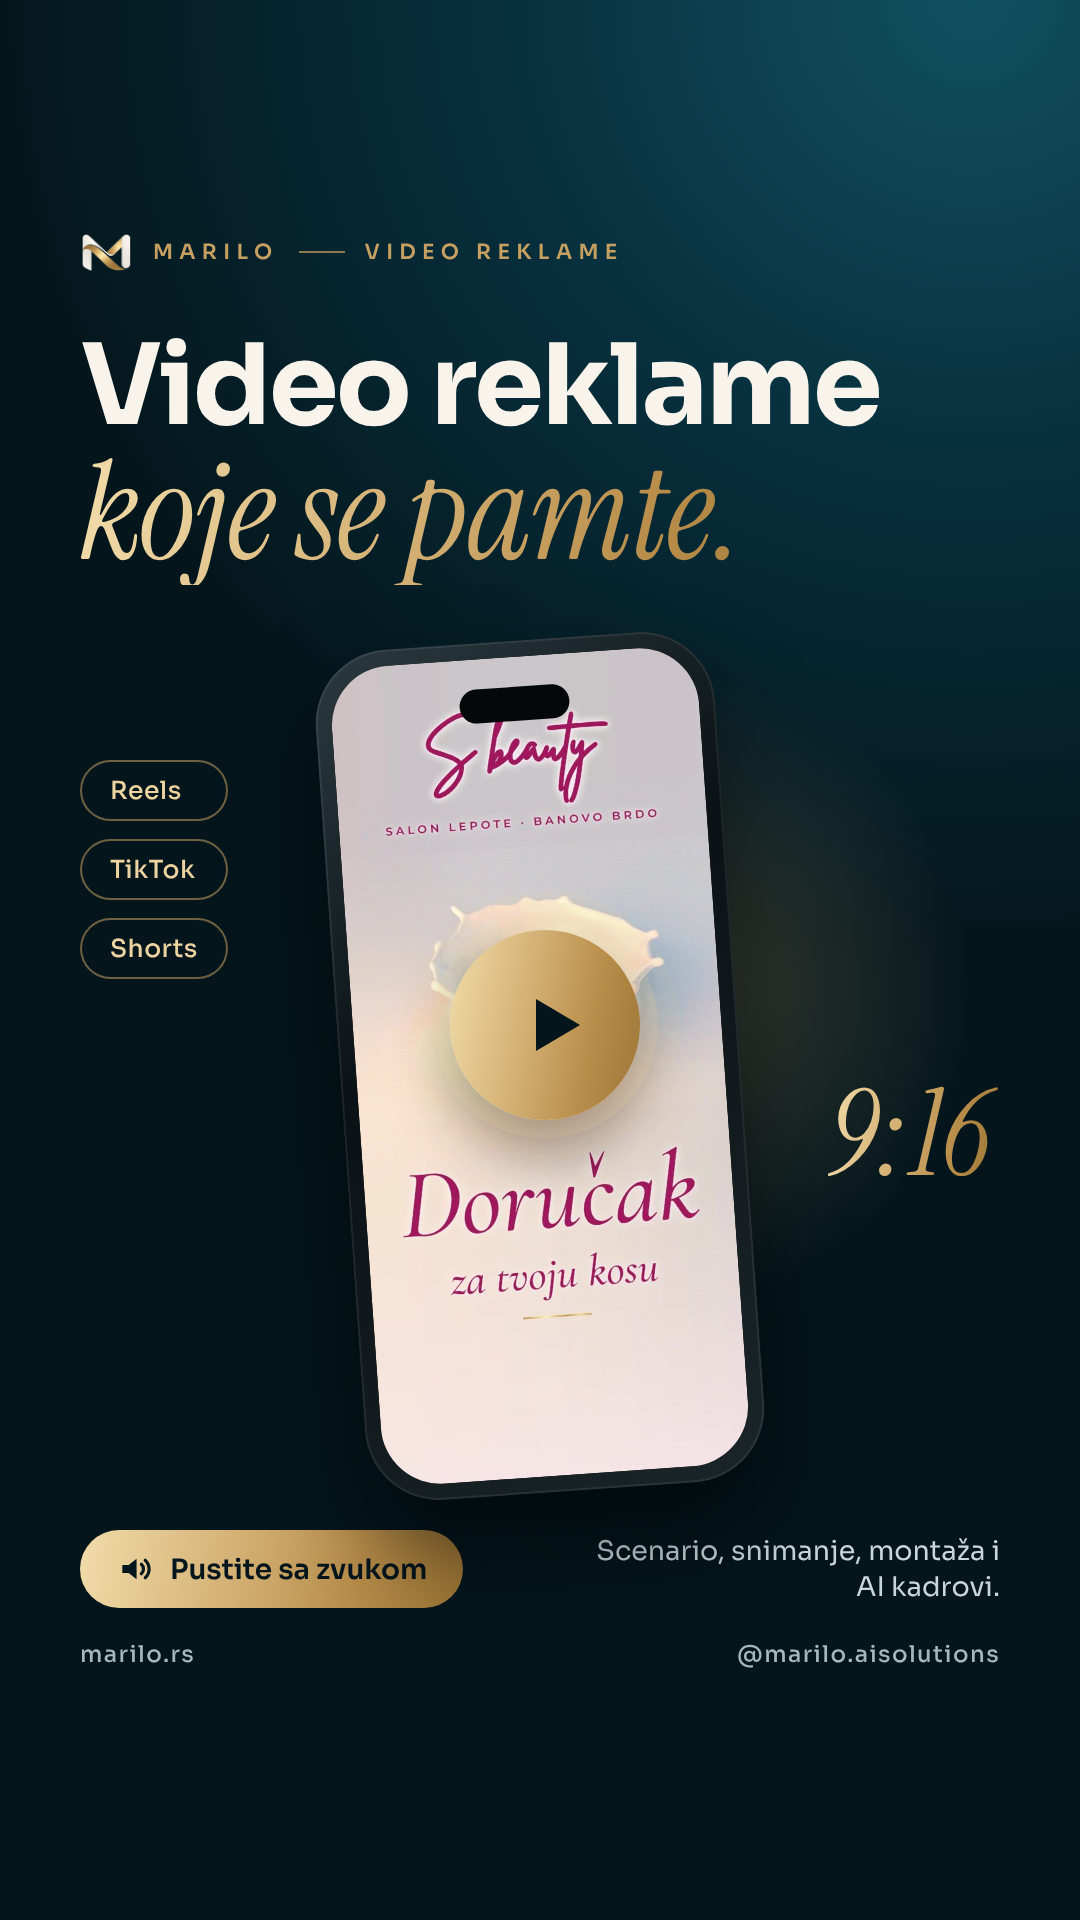 MARILO — VIDEO REKLAME
Video reklame
koje se pamte.
S beauty
SALON LEPOTE · BANOVO BRDO
Reels
TikTok
Shorts
9:16
Doručak
za tvoju kosu
Pustite sa zvukom
Scenario, snimanje, montaža i
AI kadrovi.
marilo.rs
@marilo.aisolutions